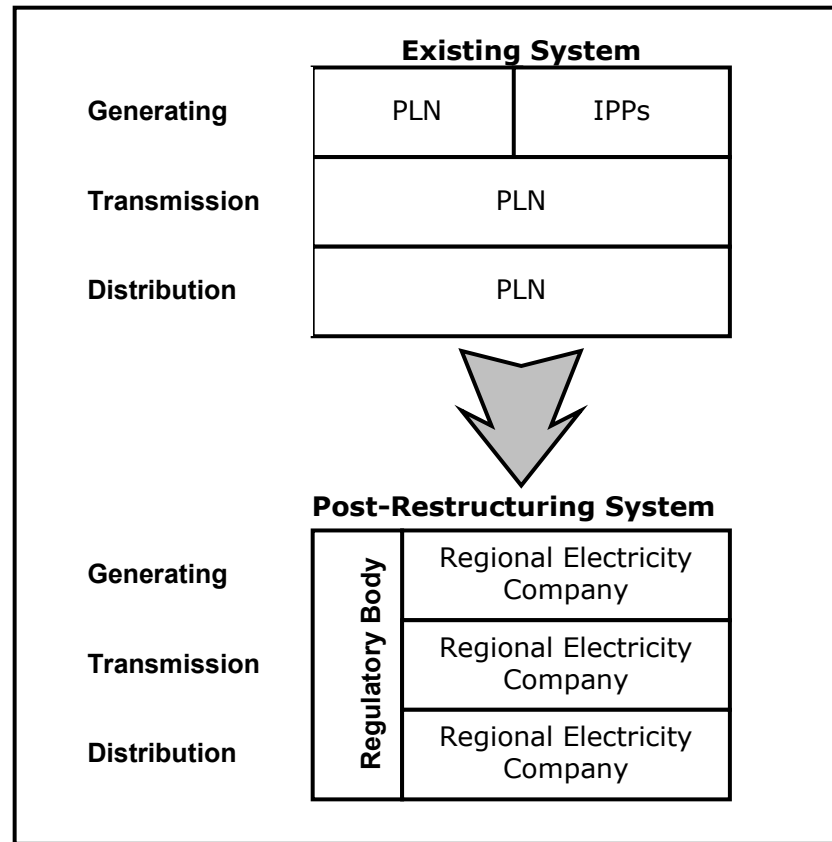 Existing System
Generating
PLN
IPPs
Transmission
PLN
Distribution
PLN
Post-Restructuring System
Regulatory Body
Generating
Regional Electricity
Company
Transmission
Regional Electricity
Company
Distribution
Regional Electricity
Company